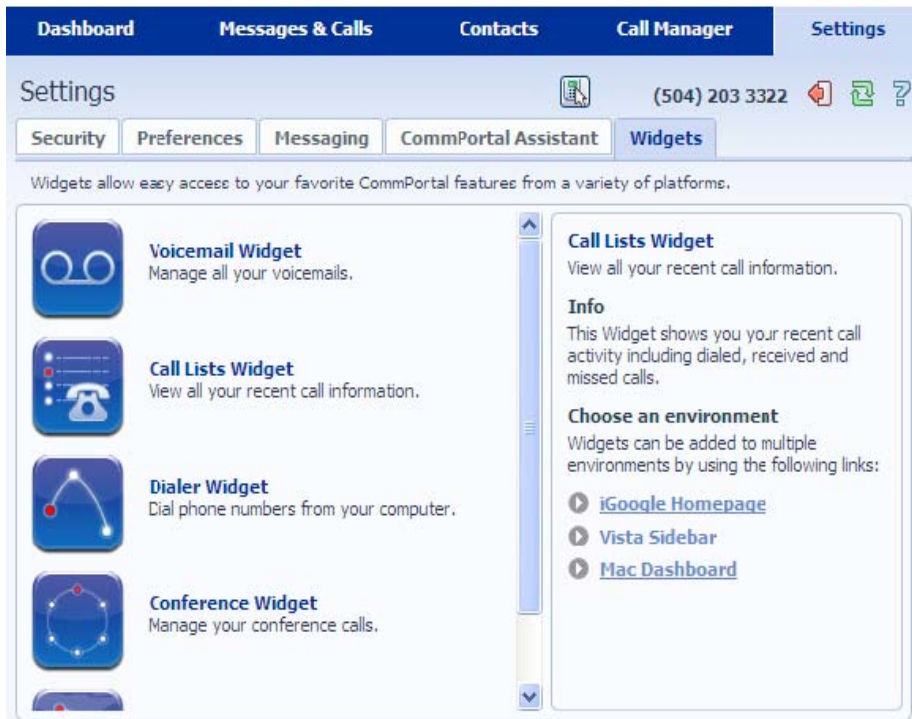 Dashboard Messages & Calls Contacts Call Manager Settings
Settings
(504) 203 3322
Security Preferences Messaging CommPortal Assistant Widgets
Widgets allow easy access to your favorite CommPortal features from a variety of platforms.
Voicemail Widget
Manage all your voicemails.
Call Lists Widget
View all your recent call information.
Dialer Widget
Dial phone numbers from your computer.
Conference Widget
Manage your conference calls.
Call Lists Widget
View all your recent call information.
Info
This Widget shows you your recent call
activity including dialed, received and
missed calls.
Choose an environment
Widgets can be added to multiple
environments by using the following links:
iGoogle Homepage
Vista Sidebar
Mac Dashboard